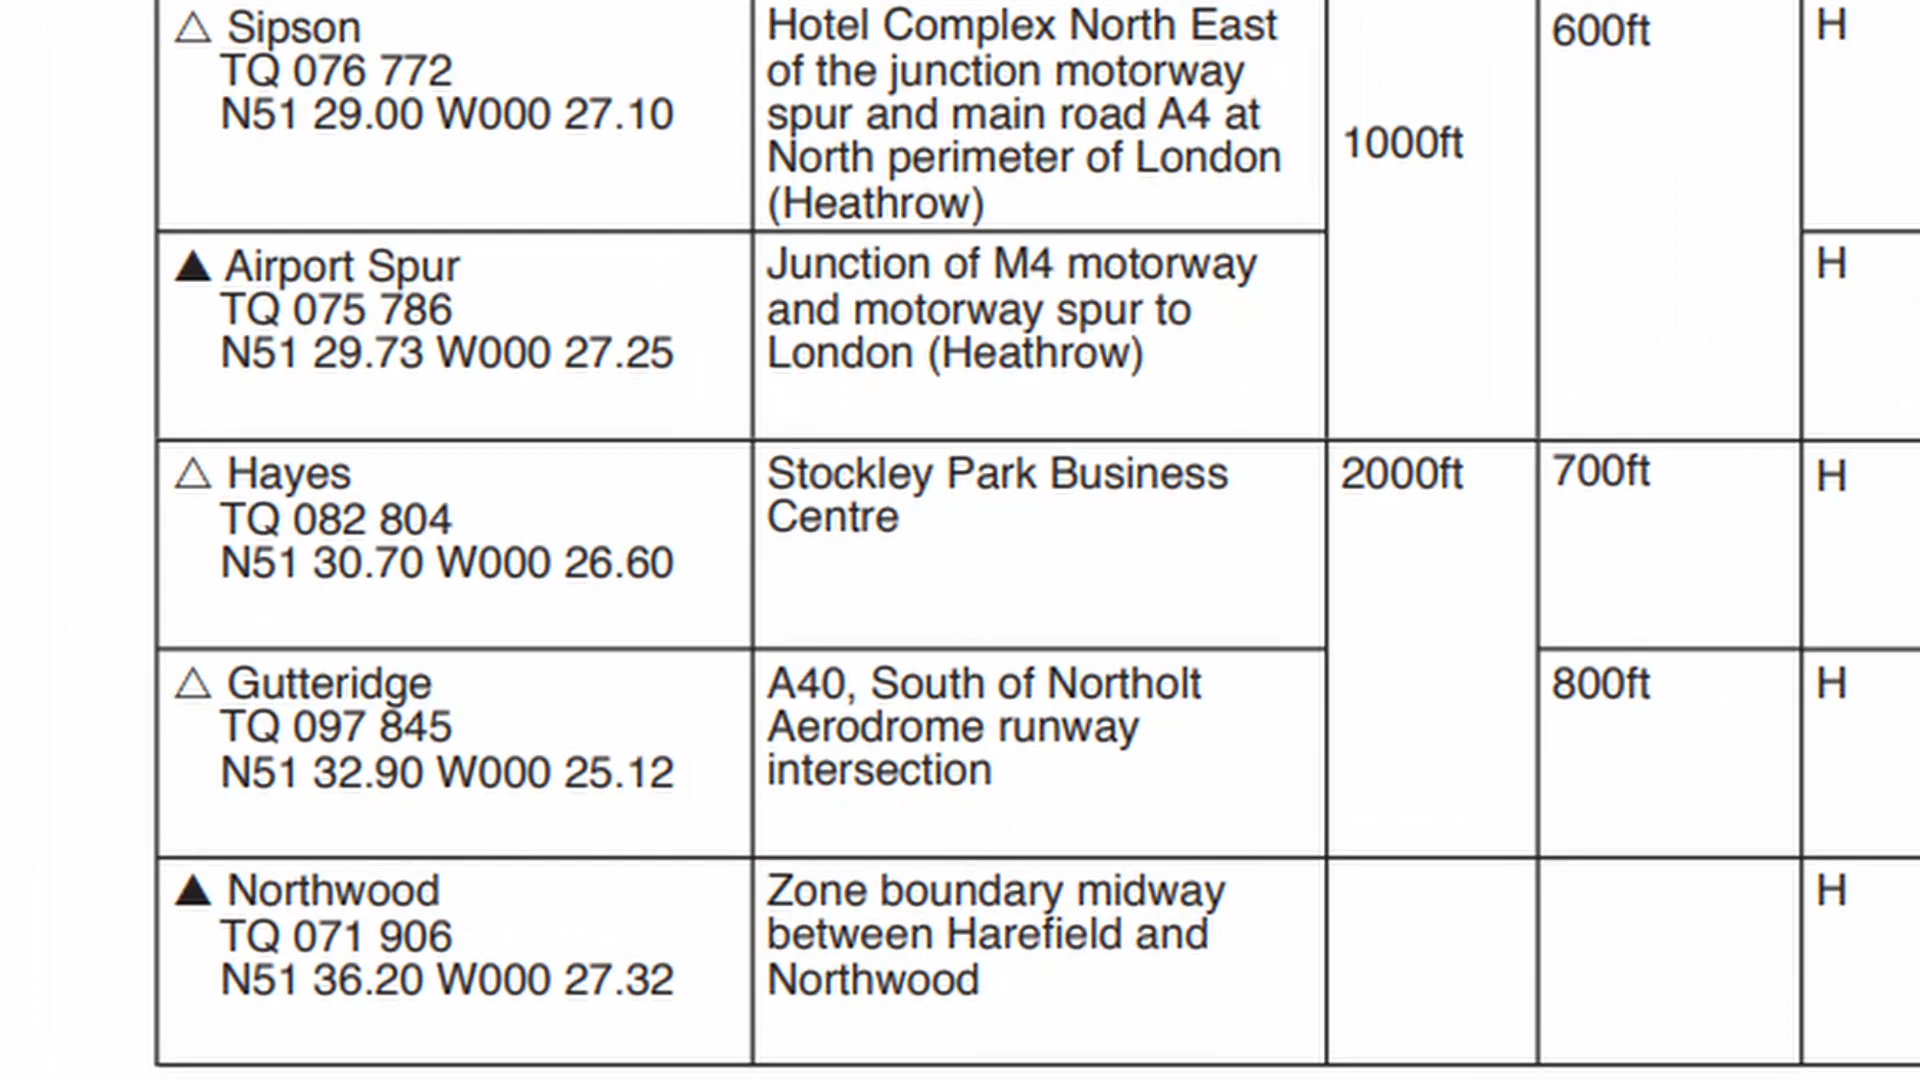 △ Sipson
TQ 076 772
N51 29.00 W000 27.10
Hotel Complex North East
of the junction motorway
spur and main road A4 at
North perimeter of London
(Heathrow)
1000ft
600ft
H
▲ Airport Spur
TQ 075 786
N51 29.73 W000 27.25
Junction of M4 motorway
and motorway spur to
London (Heathrow)
H
△ Hayes
TQ 082 804
N51 30.70 W000 26.60
Stockley Park Business
Centre
2000ft
700ft
H
△ Gutteridge
TQ 097 845
N51 32.90 W000 25.12
A40, South of Northolt
Aerodrome runway
intersection
800ft
H
▲ Northwood
TQ 071 906
N51 36.20 W000 27.32
Zone boundary midway
between Harefield and
Northwood
H